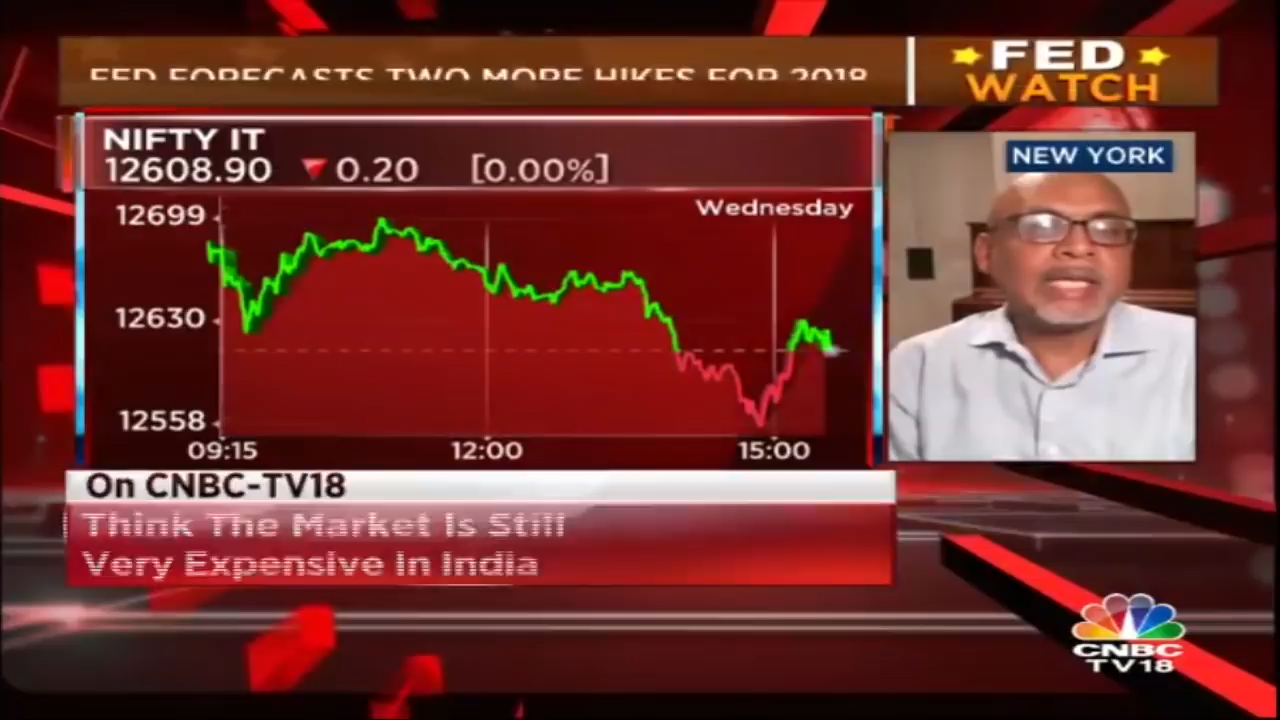 FED FORECASTS TWO MORE HIKES FOR 2018
FED
WATCH
NIFTY IT
12608.90 ▼ 0.20 [0.00%]
Wednesday
12699
12630
12558
09:15 12:00 15:00
NEW YORK
On CNBC-TV18
Think The Market Is Still
Very Expensive In India
CNBC
TV18